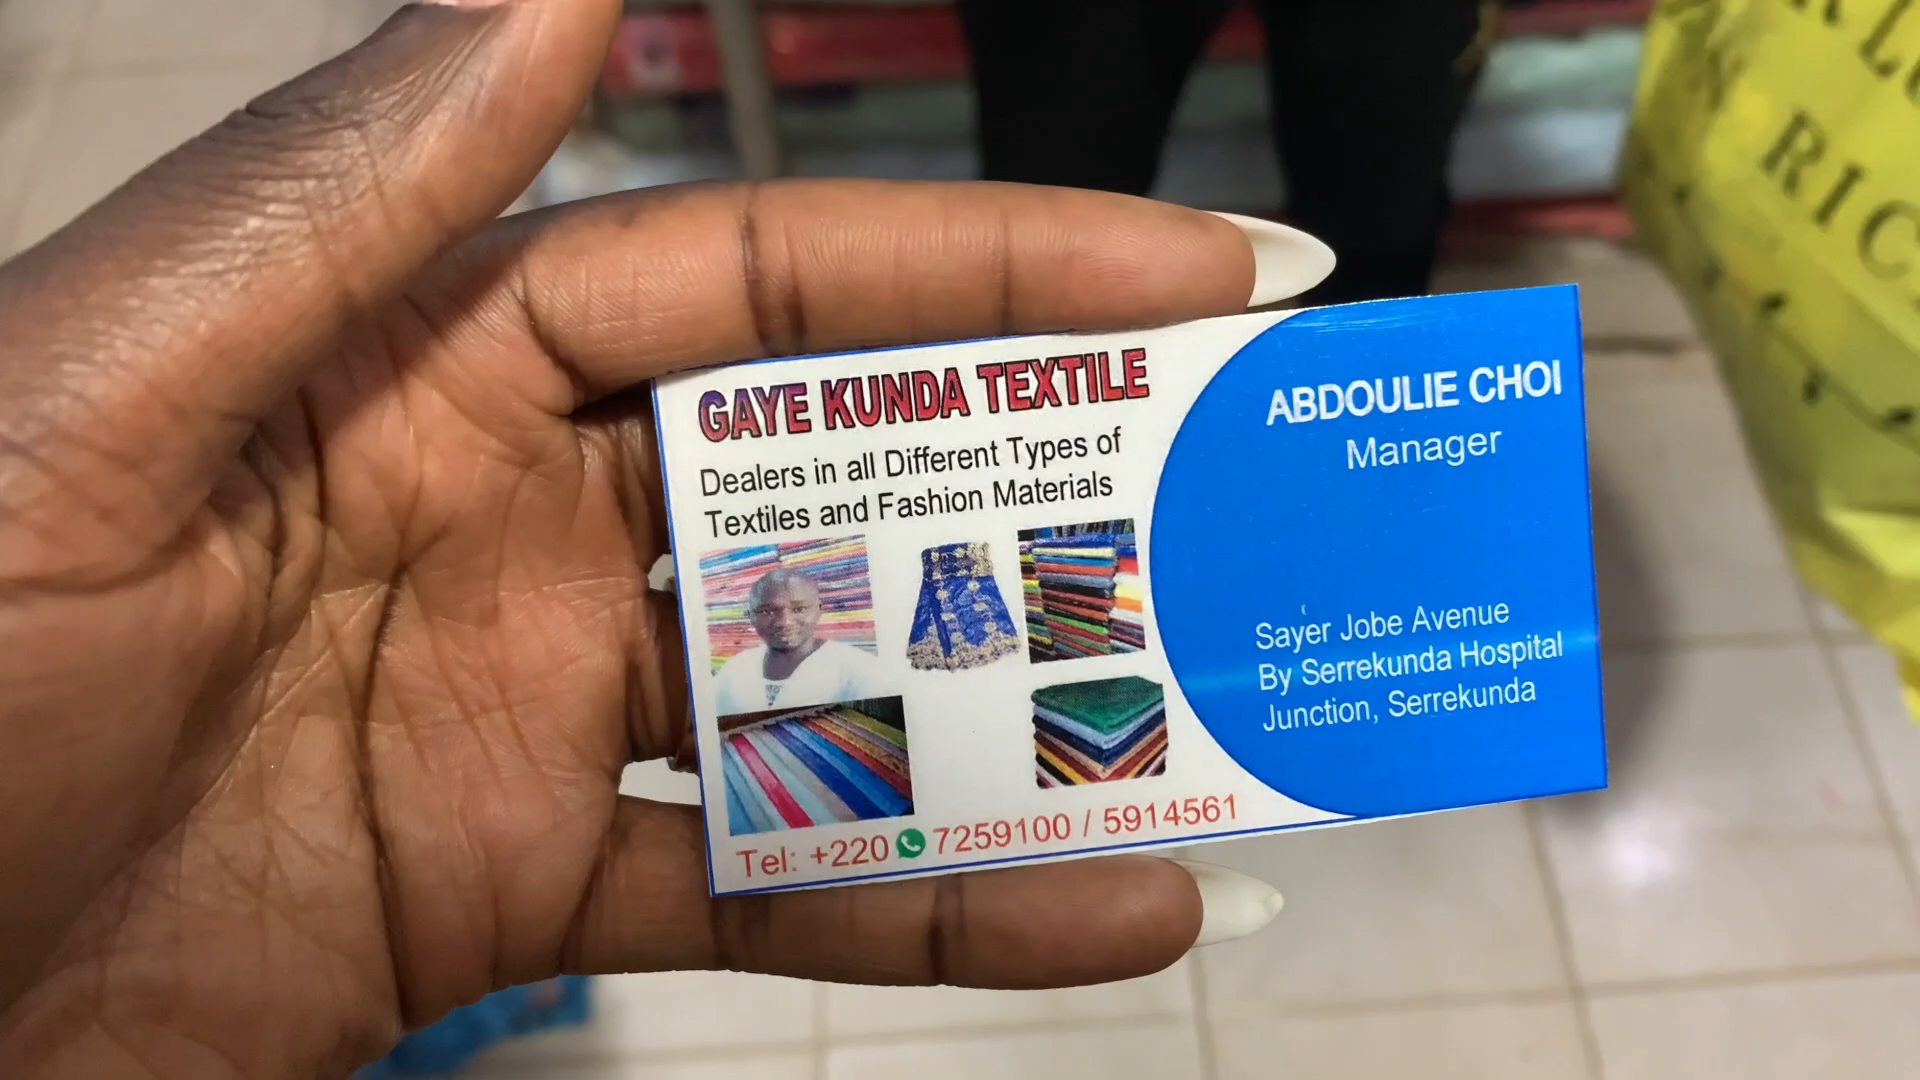 GAYE KUNDA TEXTILE
Dealers in all Different Types of
Textiles and Fashion Materials
Tel: +220 7259100 / 5914561
ABDOULIE CHOI
Manager
Sayer Jobe Avenue
By Serrekunda Hospital
Junction, Serrekunda